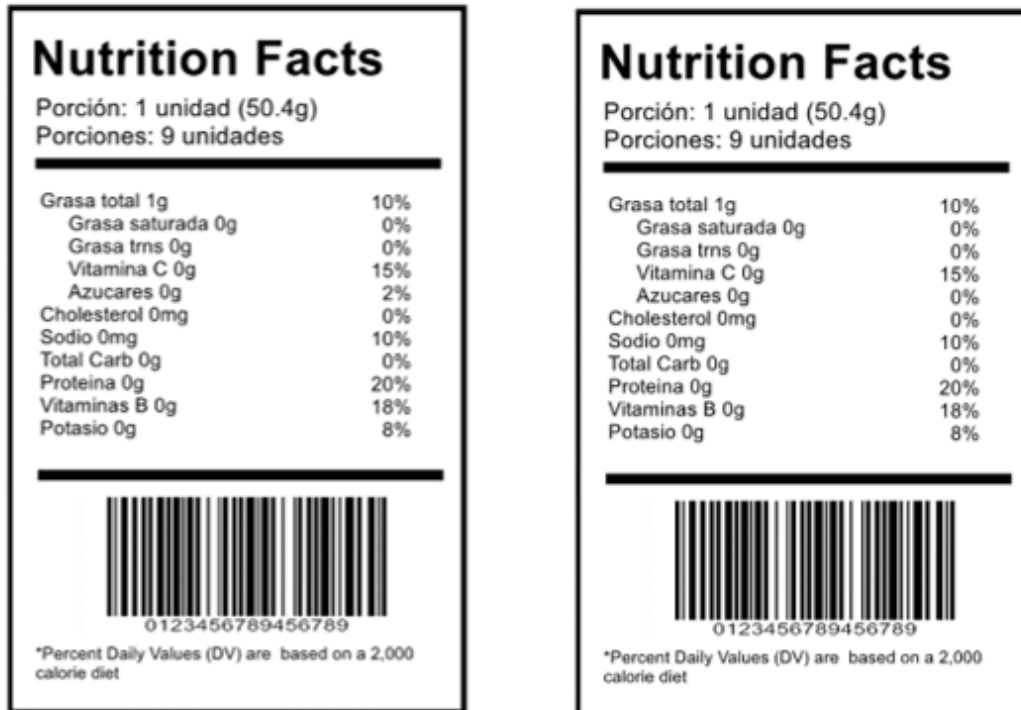 Nutrition Facts
Porción: 1 unidad (50.4g)
Porciones: 9 unidades
Grasa total 1g 10%
Grasa saturada 0g 0%
Grasa trns 0g 0%
Vitamina C 0g 15%
Azucares 0g 2%
Cholesterol 0mg 0%
Sodio 0mg 10%
Total Carb 0g 0%
Proteina 0g 20%
Vitaminas B 0g 18%
Potasio 0g 8%
0123456789456789
*Percent Daily Values (DV) are based on a 2,000
calorie diet
Nutrition Facts
Porción: 1 unidad (50.4g)
Porciones: 9 unidades
Grasa total 1g 10%
Grasa saturada 0g 0%
Grasa trns 0g 0%
Vitamina C 0g 15%
Azucares 0g 0%
Cholesterol 0mg 0%
Sodio 0mg 10%
Total Carb 0g 0%
Proteina 0g 20%
Vitaminas B 0g 18%
Potasio 0g 8%
0123456789456789
*Percent Daily Values (DV) are based on a 2,000
calorie diet